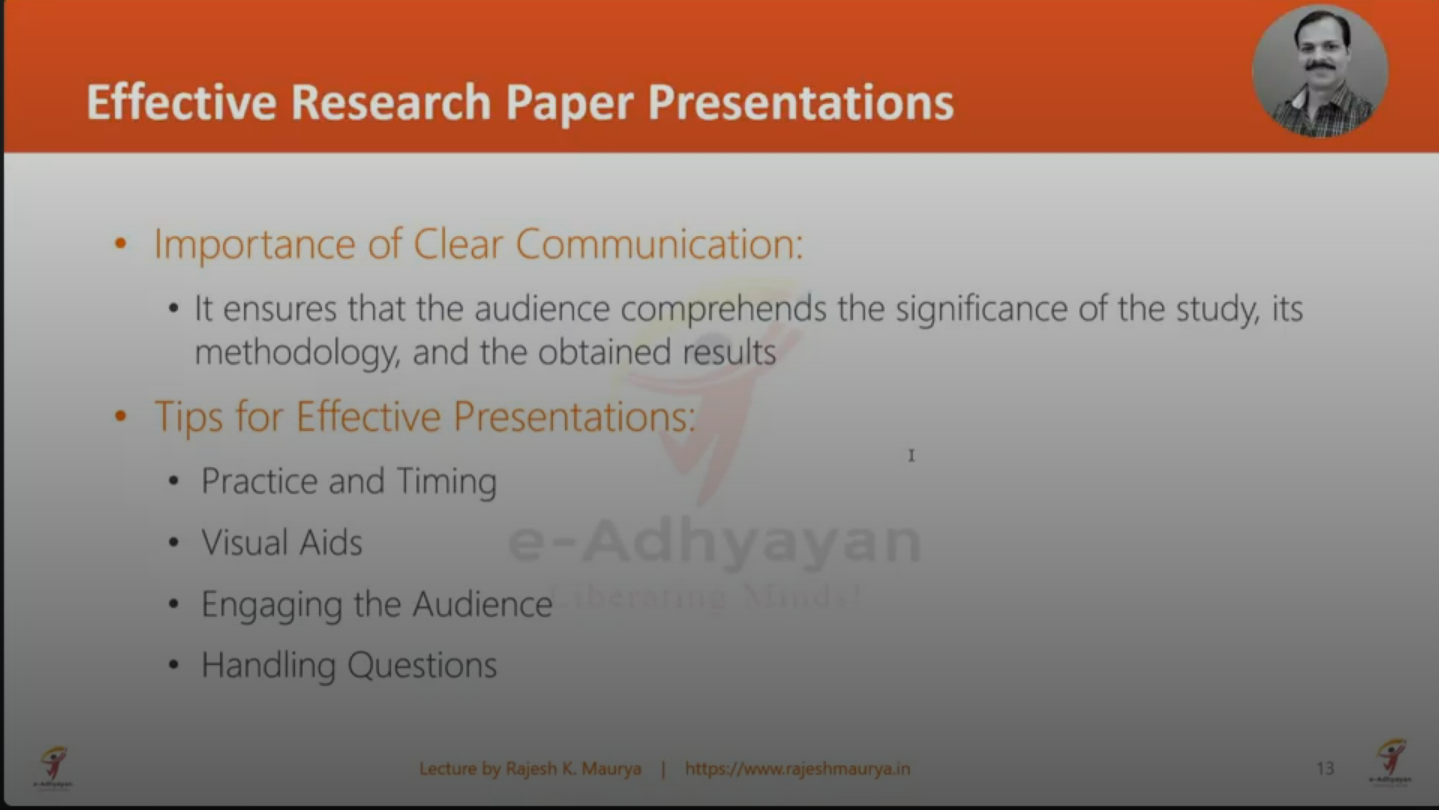 Effective Research Paper Presentations
• Importance of Clear Communication:
• It ensures that the audience comprehends the significance of the study, its
methodology, and the obtained results
• Tips for Effective Presentations:
• Practice and Timing
• Visual Aids
e-Adhyayan
• Engaging the Audience
Liberating Minds!
• Handling Questions
e-Adhyayan
Lecture by Rajesh K. Maurya | https://www.rajeshmaurya.in
13
e-Adhyayan